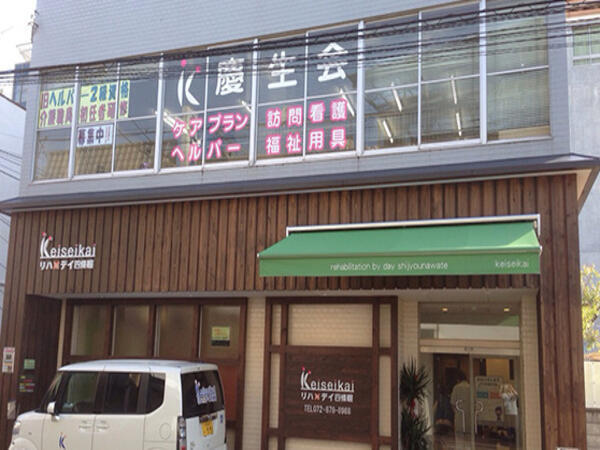 慶生会
旧ヘルパー2級資格
介護職員初任者研修
募集中!
ケアプラン
訪問看護
ヘルパー
福祉用具
Keiseikai
リハ デイ四條畷
rehabilitation by day shijyounawate
keiseikai
Keiseikai
リハ デイ四條畷